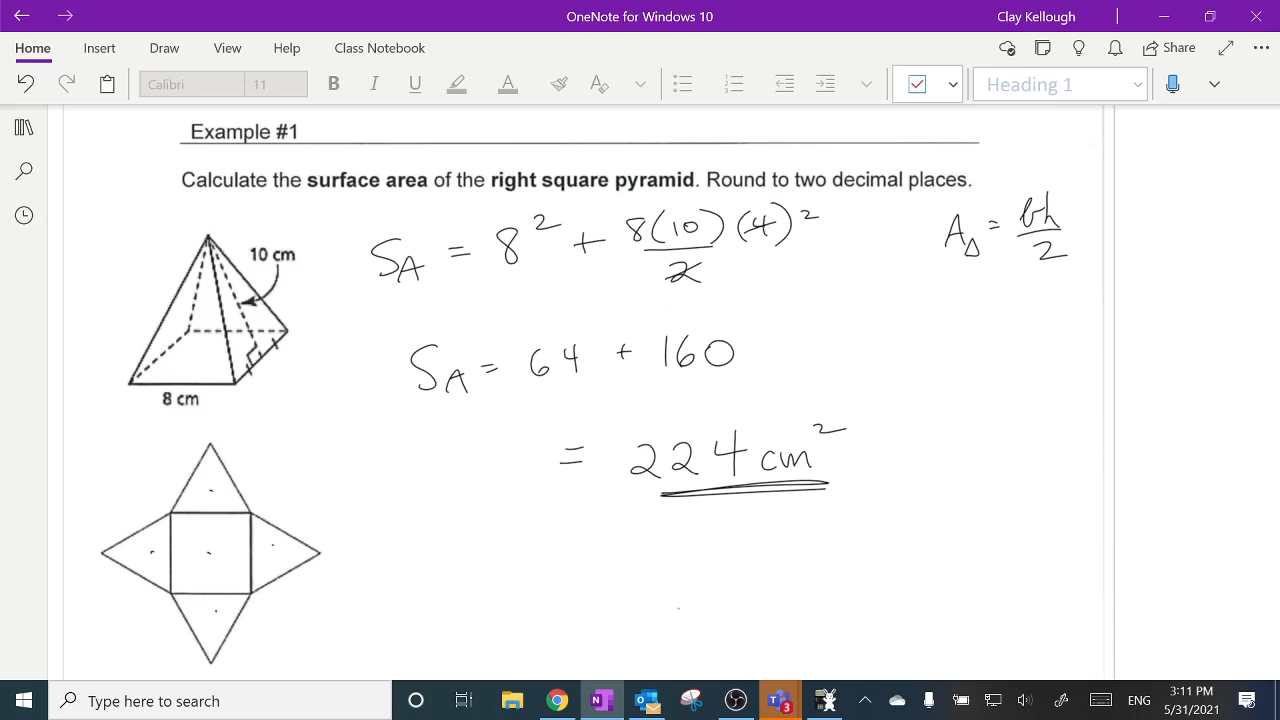 OneNote for Windows 10
Clay Kellough
Home Insert Draw View Help Class Notebook Share
Calibri 11 B I U A Heading 1
Example #1
Calculate the surface area of the right square pyramid. Round to two decimal places.
10 cm
8 cm
SA = 8² + 8(10)/2 (4)²
A△ = bh/2
SA = 64 + 160
= 224 cm²
Type here to search
3
ENG
3:11 PM
5/31/2021